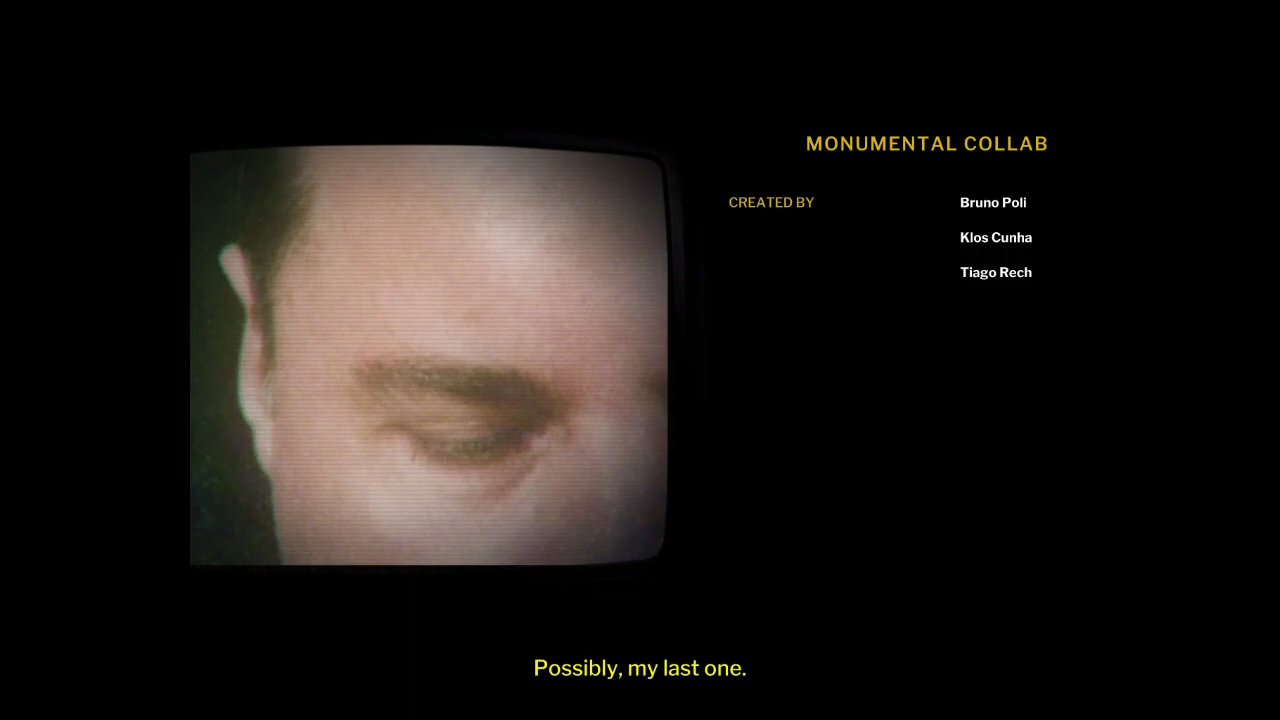 MONUMENTAL COLLAB
CREATED BY
Bruno Poli
Klos Cunha
Tiago Rech
Possibly, my last one.